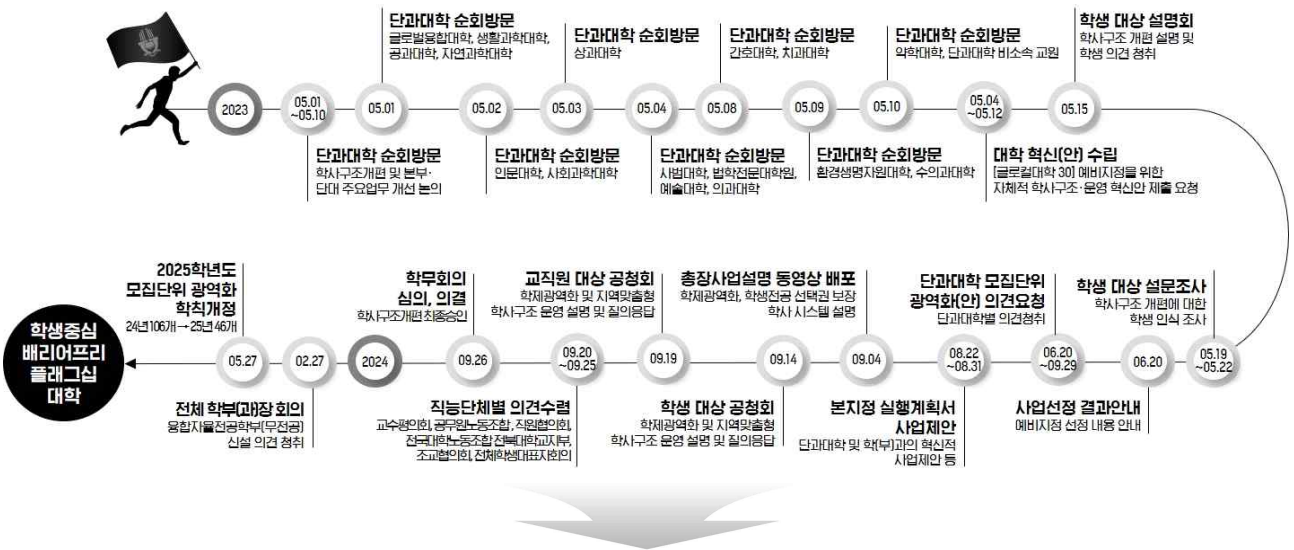 2023
05.01
~05.10
단과대학 순회방문
학사구조개편 및 본부·
단대 주요업무 개선 논의
05.01
단과대학 순회방문
글로벌융합대학, 생활과학대학,
공과대학, 자연과학대학
05.02
단과대학 순회방문
인문대학, 사회과학대학
05.03
단과대학 순회방문
상과대학
05.04
단과대학 순회방문
사범대학, 법학전문대학원,
예술대학, 의과대학
05.08
단과대학 순회방문
간호대학, 치과대학
05.09
단과대학 순회방문
환경생명자원대학, 수의과대학
05.10
단과대학 순회방문
약학대학, 단과대학 비소속 교원
05.04
~05.12
대학 혁신(안) 수립
[글로컬대학 30] 예비지정을 위한
자체적 학사구조·운영 혁신안 제출 요청
05.15
학생 대상 설명회
학사구조 개편 설명 및
학생 의견 청취
05.19
~05.22
학생 대상 설문조사
학사구조 개편에 대한
학생 인식 조사
06.20
사업선정 결과안내
예비지정 선정 내용 안내
06.20
~09.29
단과대학 모집단위
광역화(안) 의견요청
단과대학별 의견청취
08.22
~08.31
본지정 실행계획서
사업제안
단과대학 및 학(부)과의 혁신적
사업제안 등
09.04
총장사업설명 동영상 배포
학제광역화, 학생전공 선택권 보장
학사 시스템 설명
09.14
학생 대상 공청회
학제광역화 및 지역맞춤형
학사구조 운영 설명 및 질의응답
09.19
교직원 대상 공청회
학제광역화 및 지역맞춤형
학사구조 운영 설명 및 질의응답
09.20
~09.25
직능단체별 의견수렴
교수평의회, 공무원노동조합, 직원협의회,
전국대학노동조합 전북대학교지부,
조교협의회, 전체학생대표자회의
09.26
학무회의
심의, 의결
학사구조개편 최종승인
2024
02.27
전체 학부(과)장 회의
융합자율전공학부(무전공)
신설 의견 청취
05.27
2025학년도
모집단위 광역화
학칙개정
24년 106개 → 25년 46개
학생중심
배리어프리
플래그십
대학